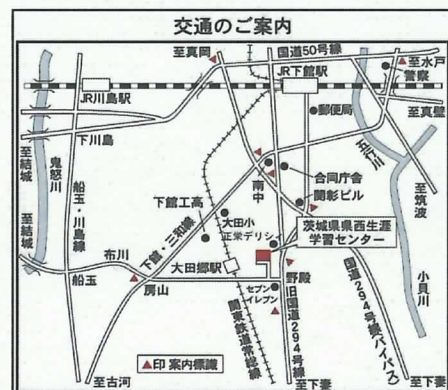 交通のご案内
至真岡
国道50号線
至水戸
警察
JR川島駅
JR下館駅
郵便局
至真壁
下川島
至結城
鬼怒川
船玉・川島線
五行川
至筑波
南中
合同庁舎
関彰ビル
下館工高
大田小
正栄デリシィ
茨城県県西生涯
学習センター
小貝川
至結城
布川
下館・三和線
大田郷駅
船玉
房山
セブン
イレブン
野殿
旧国道294号線
国道294号線(バイパス)
関東鉄道常総線
▲印 案内標識
至古河
至下妻
至下妻